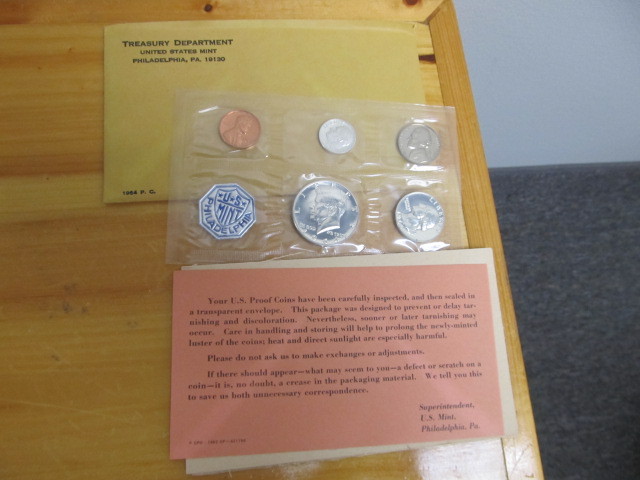 TREASURY DEPARTMENT
UNITED STATES MINT
PHILADELPHIA, PA. 19130
1964 P. C.
U.S.
MINT
PHILADELPHIA
LIBERTY
Your U.S. Proof Coins have been carefully inspected, and then sealed in
a transparent envelope. This package was designed to prevent or delay tar-
nishing and discoloration. Nevertheless, sooner or later tarnishing may
occur. Care in handling and storing will help to prolong the newly-minted
luster of the coins; heat and direct sunlight are especially harmful.
Please do not ask us to make exchanges or adjustments.
If there should appear—what may seem to you—a defect or scratch on a
coin—it is, no doubt, a crease in the packaging material. We tell you this
to save us both unnecessary correspondence.
Superintendent,
U.S. Mint,
Philadelphia, Pa.